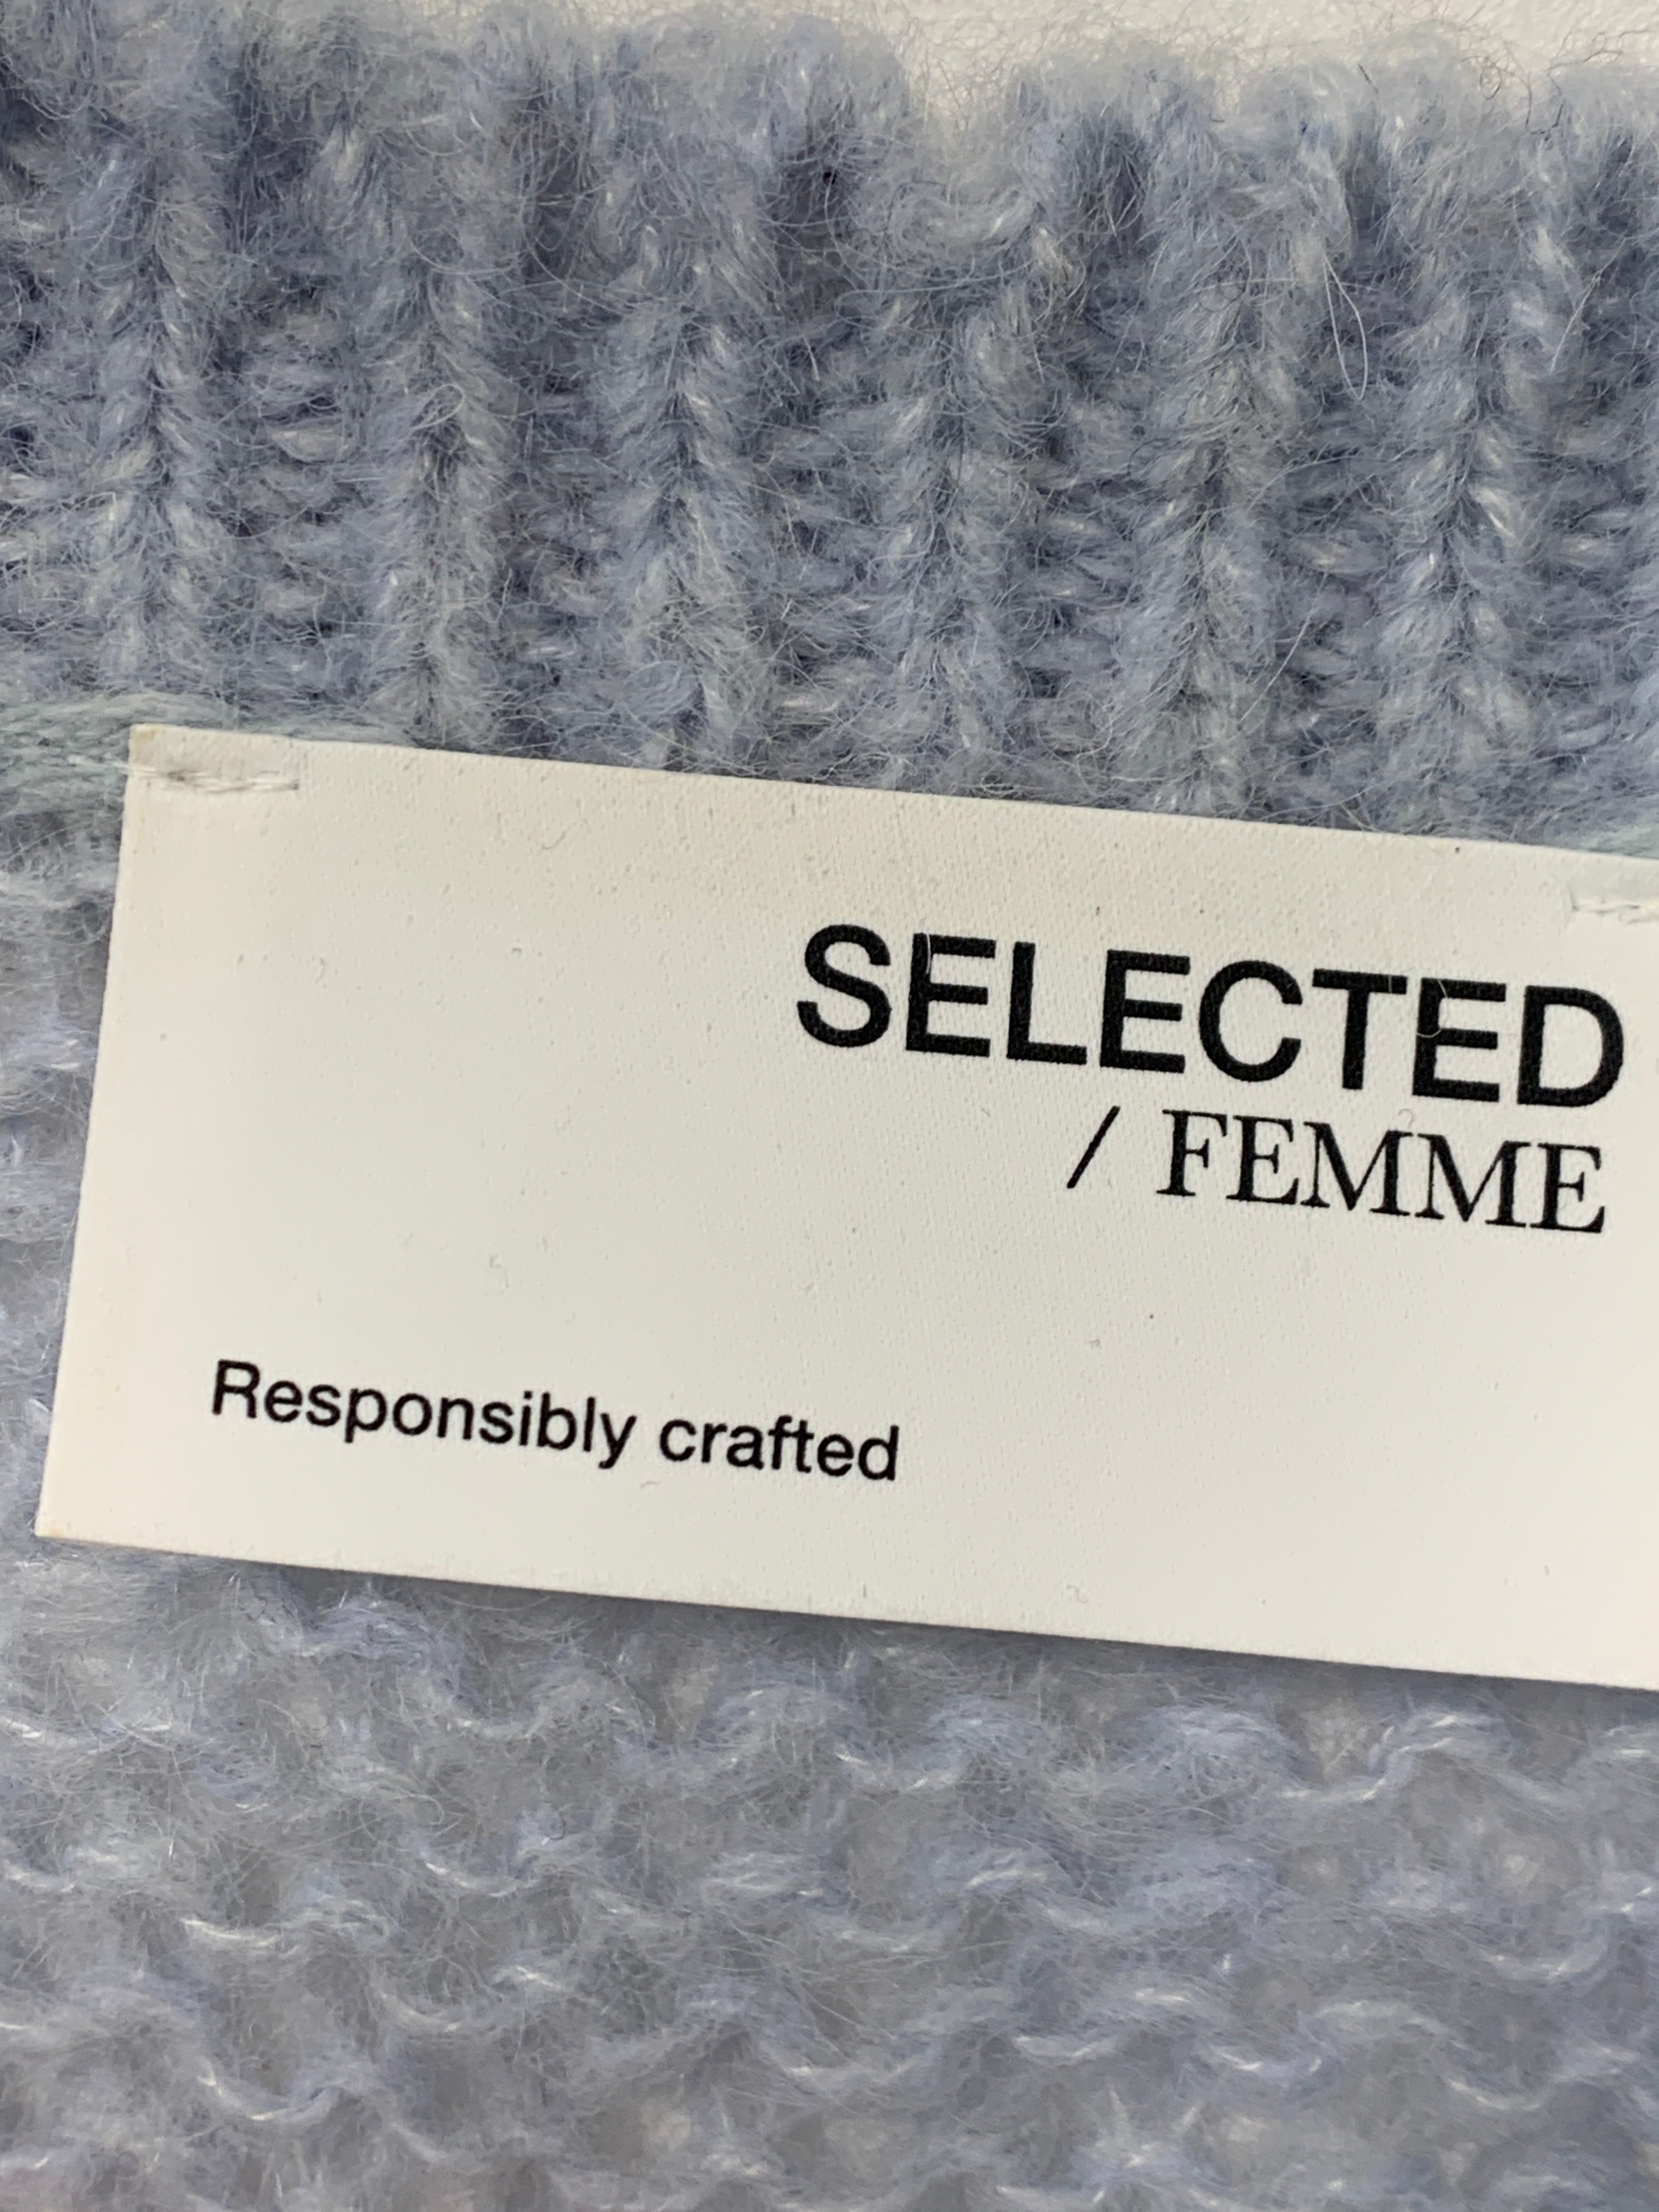 SELECTED
/ FEMME
Responsibly crafted